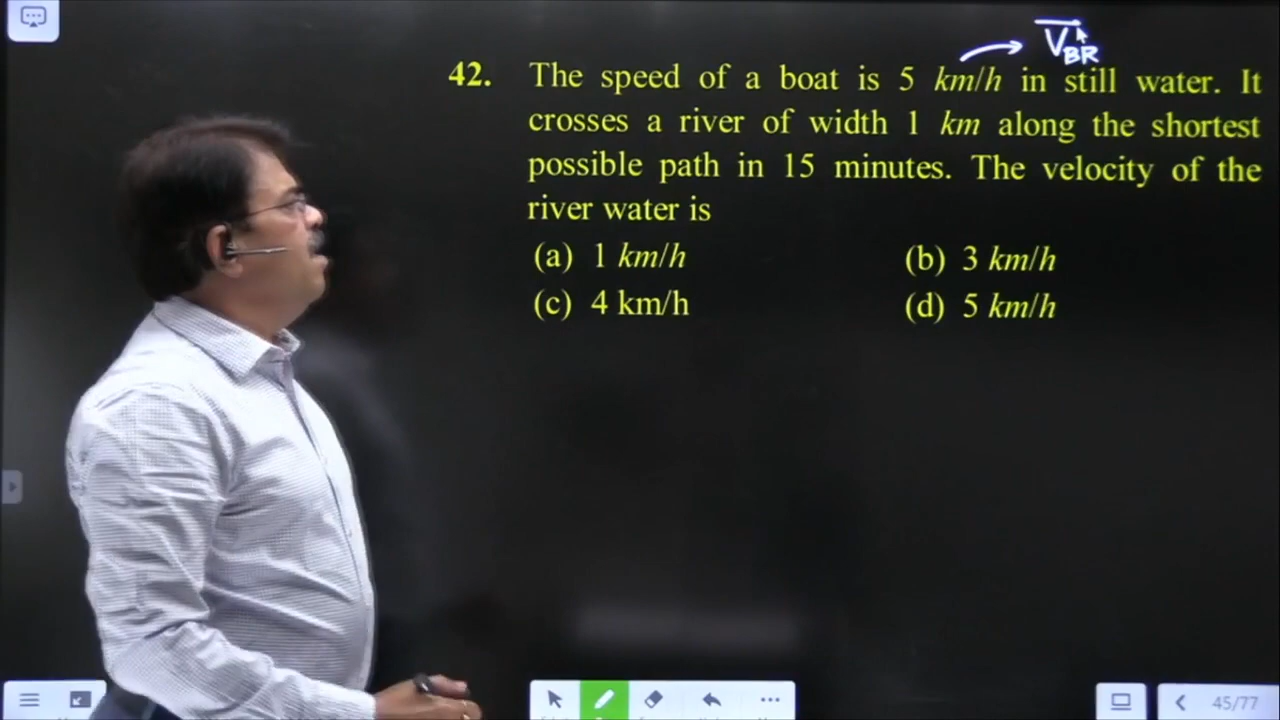 V_BR
42. The speed of a boat is 5 km/h in still water. It
crosses a river of width 1 km along the shortest
possible path in 15 minutes. The velocity of the
river water is
(a) 1 km/h (b) 3 km/h
(c) 4 km/h (d) 5 km/h
45/77